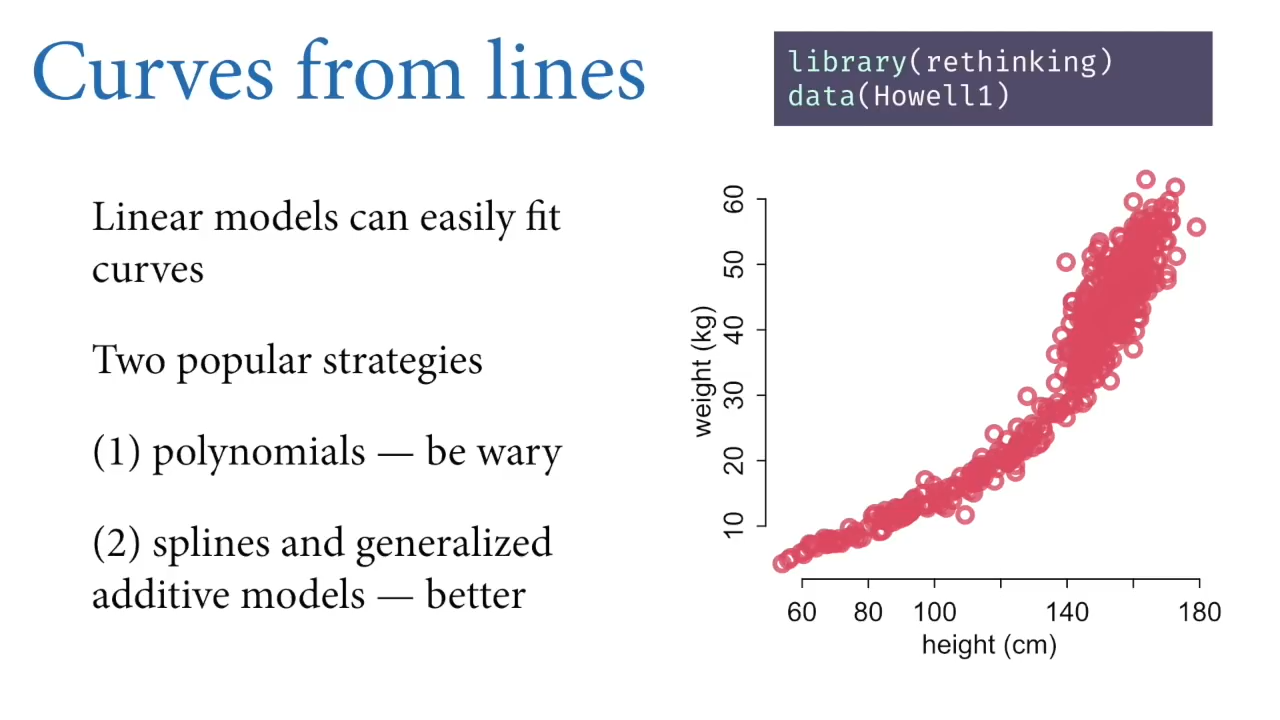 Curves from lines
library(rethinking)
data(Howell1)
Linear models can easily fit
curves
Two popular strategies
(1) polynomials — be wary
(2) splines and generalized
additive models — better
weight (kg)
60
50
40
30
20
10
60 80 100 140 180
height (cm)